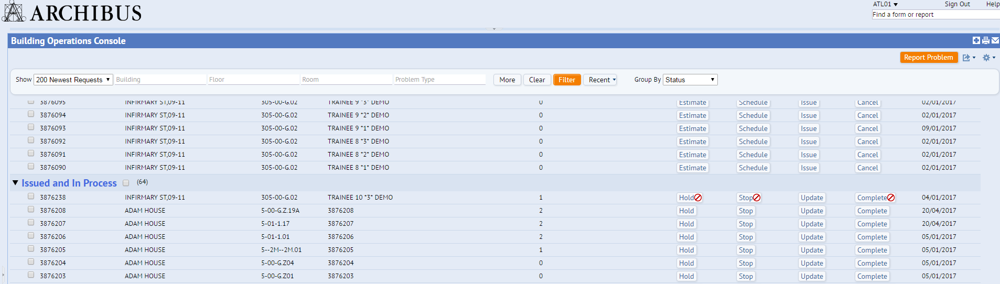 ATL01 Sign Out Help
ARCHIBUS
Find a form or report
Building Operations Console
Report Problem
Show 200 Newest Requests Building Floor Room Problem Type More Clear Filter Recent Group By Status
3876095 INFIRMARY ST,09-11 305-00-G.02 TRAINEE 9 *3* DEMO 0 Estimate Schedule Issue Cancel 02/01/2017
3876094 INFIRMARY ST,09-11 305-00-G.02 TRAINEE 9 *2* DEMO 0 Estimate Schedule Issue Cancel 02/01/2017
3876093 INFIRMARY ST,09-11 305-00-G.02 TRAINEE 9 *1* DEMO 0 Estimate Schedule Issue Cancel 09/01/2017
3876092 INFIRMARY ST,09-11 305-00-G.02 TRAINEE 8 *3* DEMO 0 Estimate Schedule Issue Cancel 02/01/2017
3876091 INFIRMARY ST,09-11 305-00-G.02 TRAINEE 8 *2* DEMO 0 Estimate Schedule Issue Cancel 02/01/2017
3876090 INFIRMARY ST,09-11 305-00-G.02 TRAINEE 8 *1* DEMO 0 Estimate Schedule Issue Cancel 02/01/2017
Issued and In Process (64)
3876238 INFIRMARY ST,09-11 305-00-G.02 TRAINEE 10 *3* DEMO 1 Hold Stop Update Complete 04/01/2017
3876208 ADAM HOUSE 5-00-G.Z.19A 3876208 2 Hold Stop Update Complete 20/04/2017
3876207 ADAM HOUSE 5-01-1.17 3876207 2 Hold Stop Update Complete 20/04/2017
3876206 ADAM HOUSE 5-01-1.01 3876206 2 Hold Stop Update Complete 05/01/2017
3876205 ADAM HOUSE 5--2M--2M.01 3876205 1 Hold Stop Update Complete 05/01/2017
3876204 ADAM HOUSE 5-00-G.Z04 3876204 0 Hold Stop Update Complete 05/01/2017
3876203 ADAM HOUSE 5-00-G.Z01 3876203 0 Hold Stop Update Complete 05/01/2017